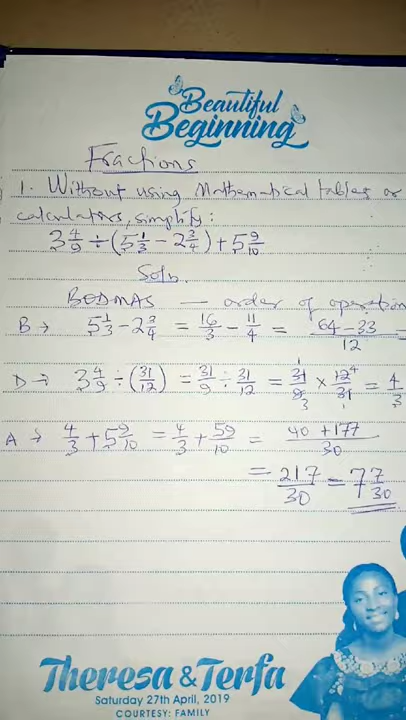 Beautiful
Beginning
Fractions
1. Without using Mathematical tables or
calculators, simplify:
3 4/9 ÷ (5 1/3 − 2 3/4) + 5 9/10
Soln.
BODMAS — order of operation
B → 5 1/3 − 2 3/4 = 16/3 − 11/4 = 64 − 33/12 =
D → 3 4/9 ÷ (31/12) = 31/9 ÷ 31/12 = 31/9 × 12/31 = 4/3
A → 4/3 + 5 9/10 = 4/3 + 59/10 = 40 + 177/30
= 217/30 = 7 7/30
Theresa & Terfa
Saturday 27th April, 2019
COURTESY: FAMILY